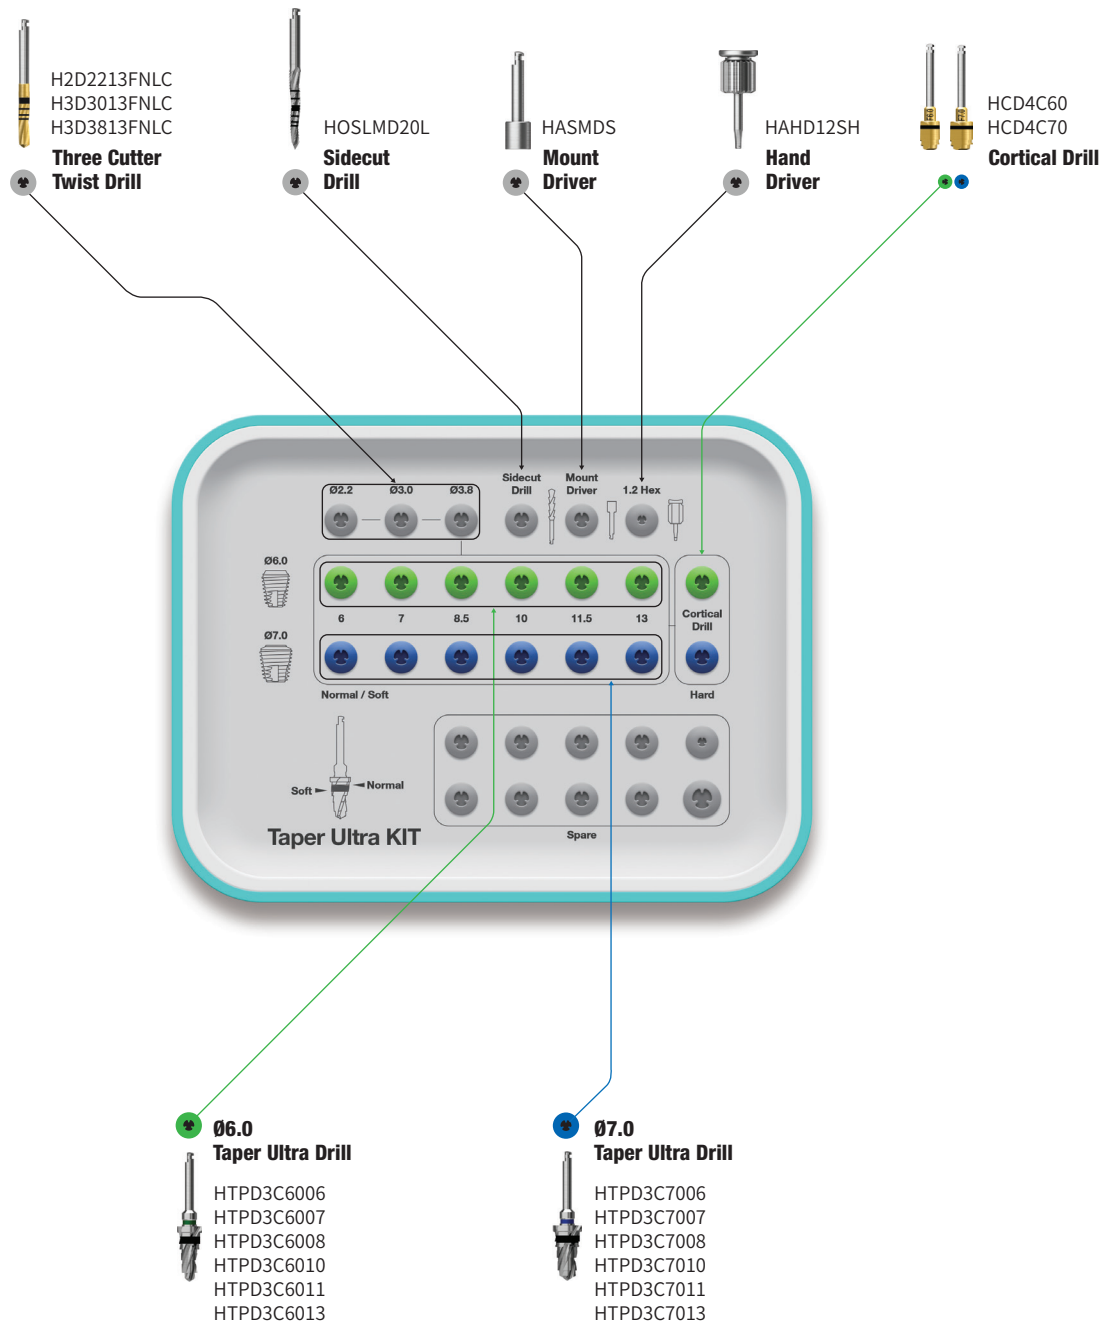 H2D2213FNLC
H3D3013FNLC
H3D3813FNLC
Three Cutter
Twist Drill
HOSLMD20L
Sidecut
Drill
HASMDS
Mount
Driver
HAHD12SH
Hand
Driver
F6.0
F7.0
HCD4C60
HCD4C70
Cortical Drill
Ø2.2
Ø3.0
Ø3.8
Sidecut
Drill
Mount
Driver
1.2 Hex
Ø6.0
6
7
8.5
10
11.5
13
Cortical
Drill
Ø7.0
Normal / Soft
Hard
Soft
Normal
Taper Ultra KIT
Spare
Ø6.0
Taper Ultra Drill
HTPD3C6006
HTPD3C6007
HTPD3C6008
HTPD3C6010
HTPD3C6011
HTPD3C6013
Ø7.0
Taper Ultra Drill
HTPD3C7006
HTPD3C7007
HTPD3C7008
HTPD3C7010
HTPD3C7011
HTPD3C7013